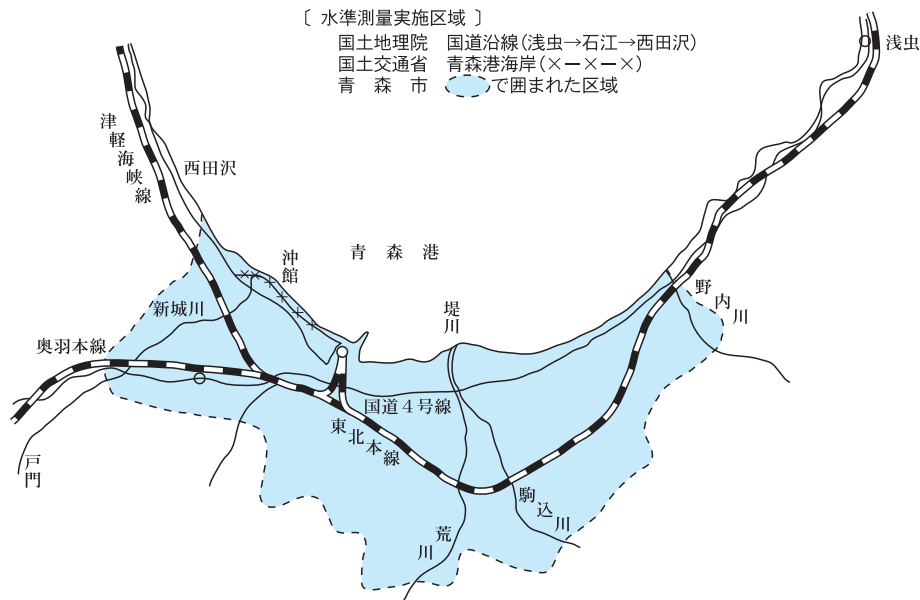 〔 水準測量実施区域 〕
国土地理院 国道沿線(浅虫→石江→西田沢)
国土交通省 青森港海岸(×－×－×)
青森市 で囲まれた区域
浅虫
津軽海峡線
西田沢
沖館
青森港
新城川
堤川
野内川
奥羽本線
国道4号線
東北本線
戸門
駒込川
荒川